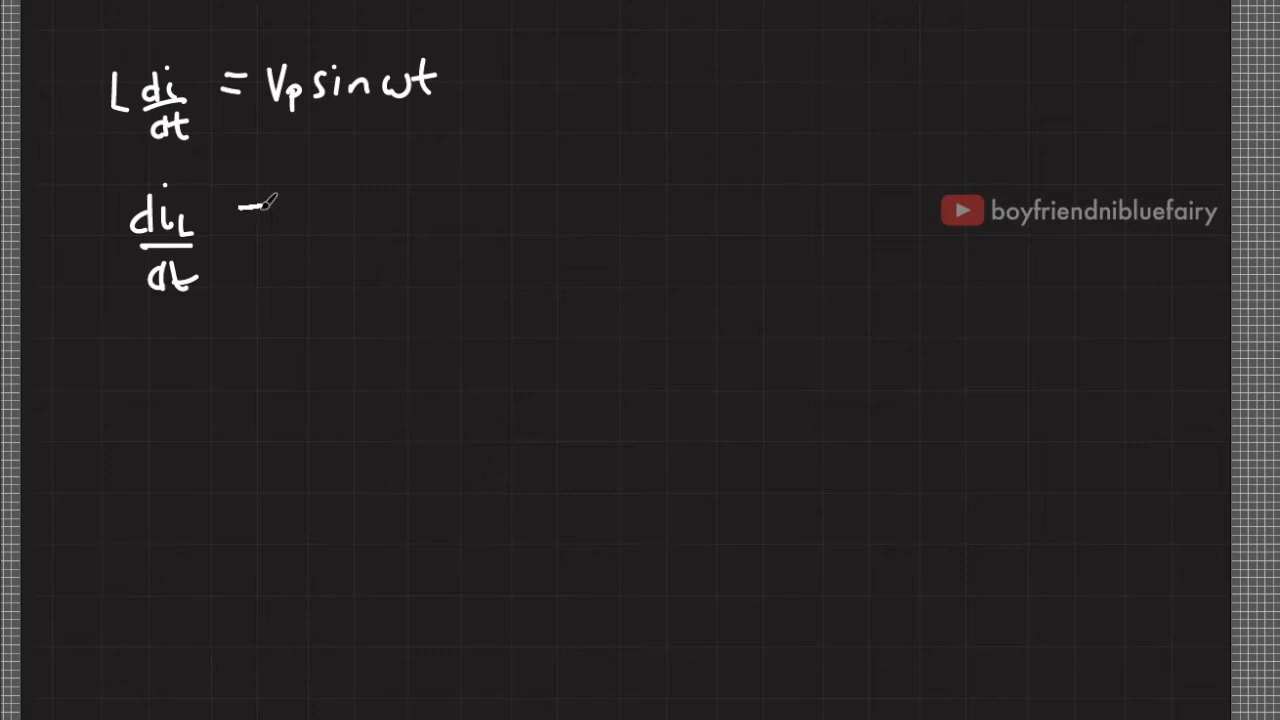 L di/dt = Vp sin ωt
boyfriendnibluefairy
diL/dt =